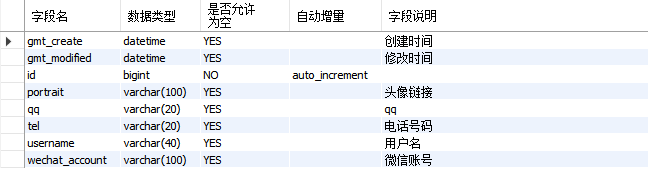 字段名 数据类型 是否允许为空 自动增量 字段说明
gmt_create datetime YES 创建时间
gmt_modified datetime YES 修改时间
id bigint NO auto_increment
portrait varchar(100) YES 头像链接
qq varchar(20) YES qq
tel varchar(20) YES 电话号码
username varchar(40) YES 用户名
wechat_account varchar(100) YES 微信账号